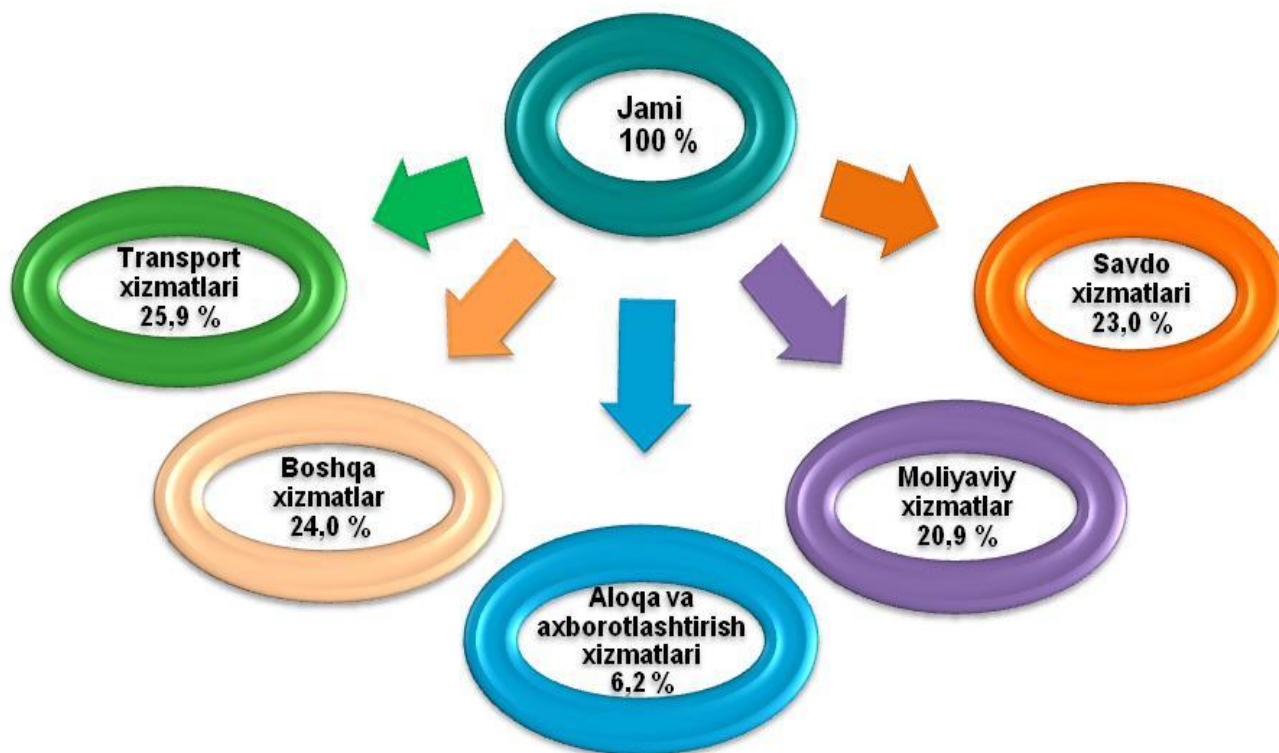 Jami
100 %
Transport
xizmatlari
25,9 %
Savdo
xizmatlari
23,0 %
Boshqa
xizmatlar
24,0 %
Moliyaviy
xizmatlar
20,9 %
Aloqa va
axborotlashtirish
xizmatlari
6,2 %